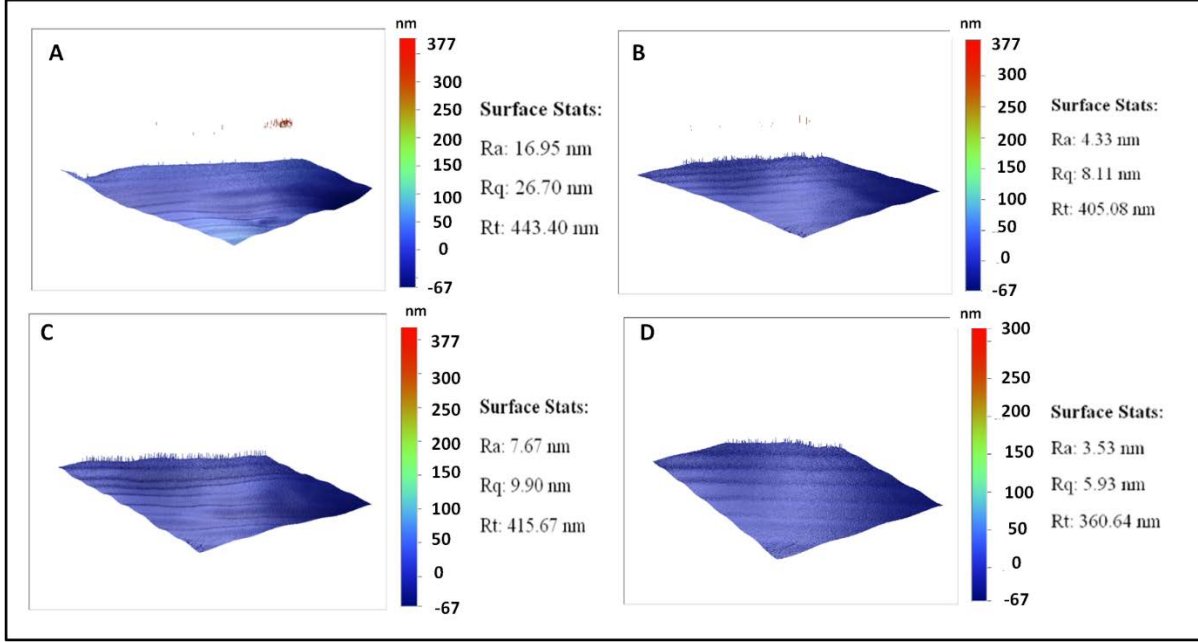 A
nm
377
300
250
200
150
100
50
0
-67
Surface Stats:
Ra: 16.95 nm
Rq: 26.70 nm
Rt: 443.40 nm
B
nm
377
300
250
200
150
100
50
0
-67
Surface Stats:
Ra: 4.33 nm
Rq: 8.11 nm
Rt: 405.08 nm
C
nm
377
300
250
200
150
100
50
0
-67
Surface Stats:
Ra: 7.67 nm
Rq: 9.90 nm
Rt: 415.67 nm
D
nm
300
250
200
150
100
50
0
-67
Surface Stats:
Ra: 3.53 nm
Rq: 5.93 nm
Rt: 360.64 nm